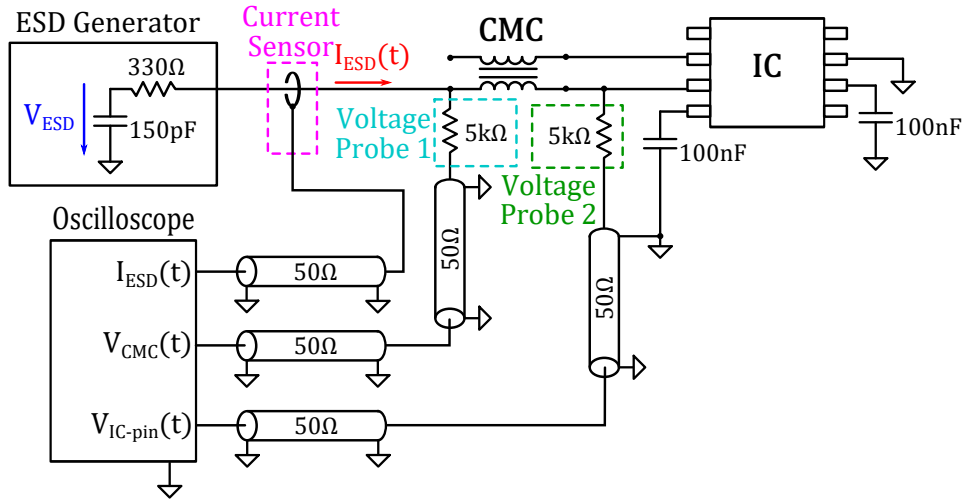 ESD Generator
330Ω
V_ESD
150pF
Current
Sensor
I_ESD(t)
CMC
IC
Voltage
Probe 1
5kΩ
5kΩ
Voltage
Probe 2
100nF
100nF
Oscilloscope
I_ESD(t)
50Ω
V_CMC(t)
50Ω
V_IC-pin(t)
50Ω
50Ω
50Ω